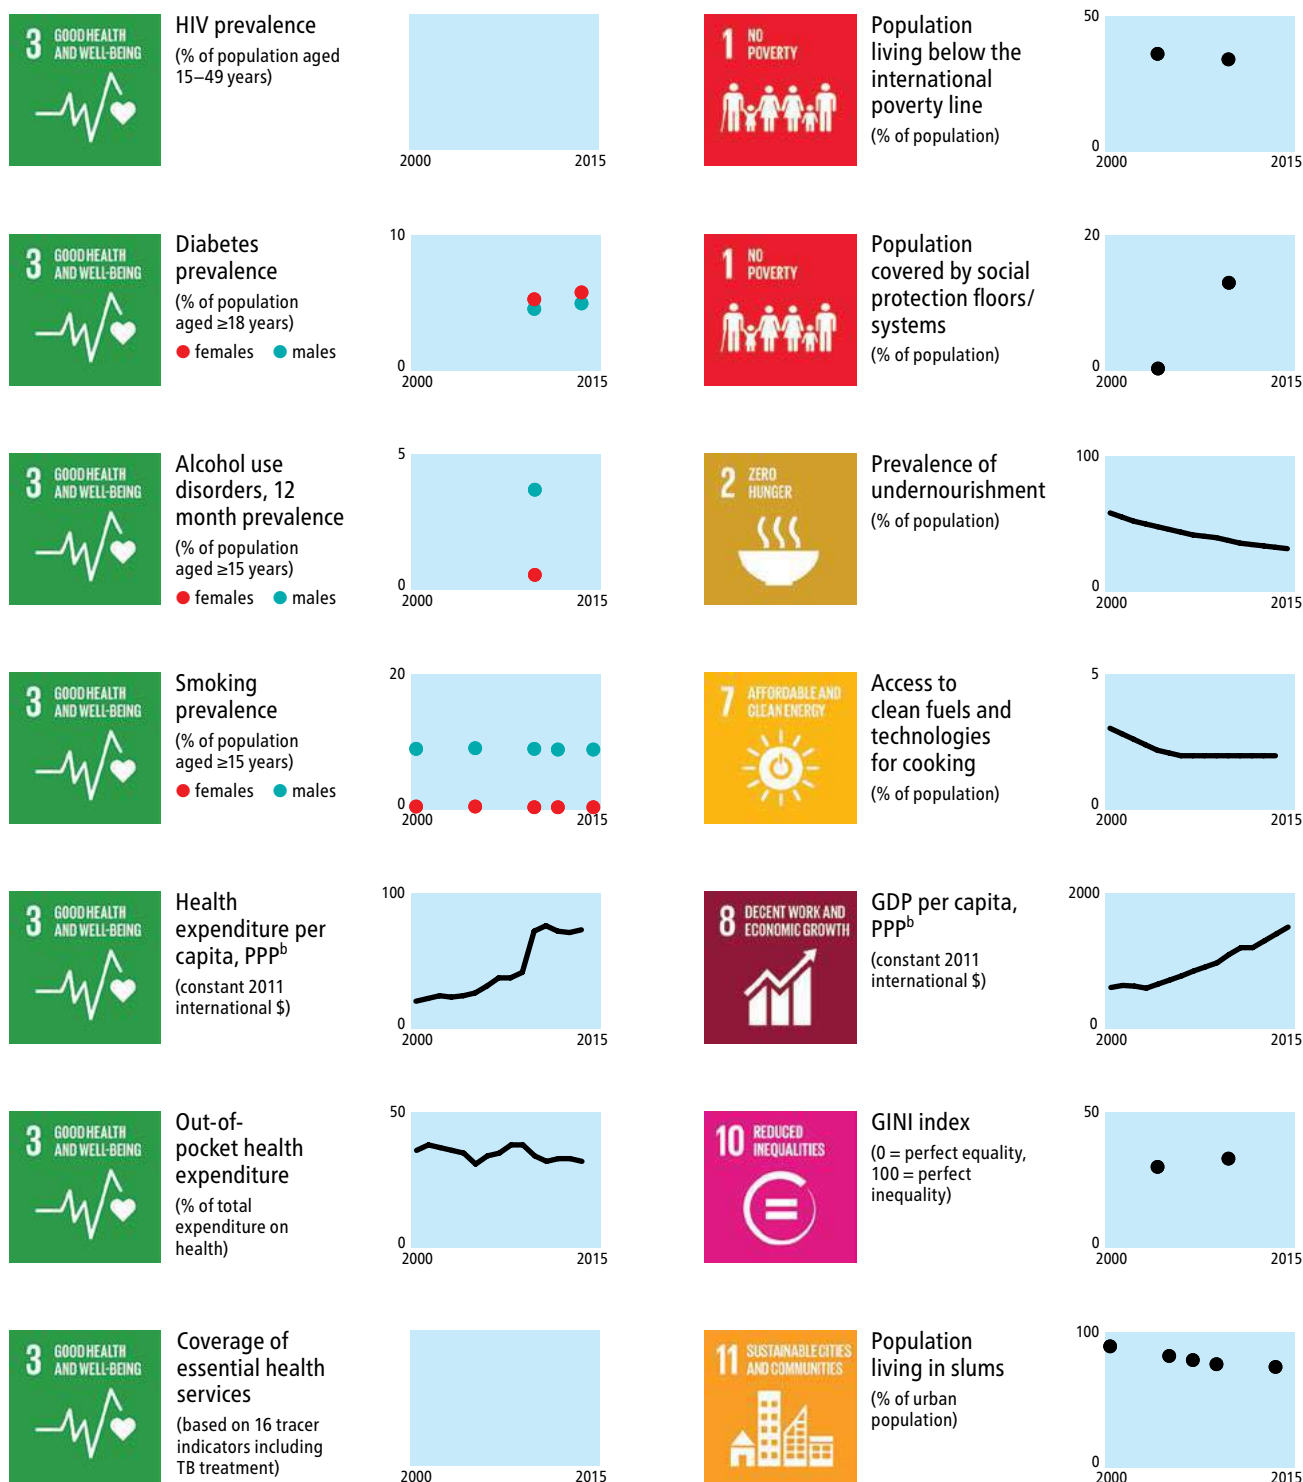 3 GOOD HEALTH
AND WELL-BEING
HIV prevalence
(% of population aged
15–49 years)
2000 2015
3 GOOD HEALTH
AND WELL-BEING
Diabetes
prevalence
(% of population
aged ≥18 years)
females males
10
0
2000 2015
3 GOOD HEALTH
AND WELL-BEING
Alcohol use
disorders, 12
month prevalence
(% of population
aged ≥15 years)
females males
5
0
2000 2015
3 GOOD HEALTH
AND WELL-BEING
Smoking
prevalence
(% of population
aged ≥15 years)
females males
20
0
2000 2015
3 GOOD HEALTH
AND WELL-BEING
Health
expenditure per
capita, PPPb
(constant 2011
international $)
100
0
2000 2015
3 GOOD HEALTH
AND WELL-BEING
Out-of-
pocket health
expenditure
(% of total
expenditure on
health)
50
0
2000 2015
3 GOOD HEALTH
AND WELL-BEING
Coverage of
essential health
services
(based on 16 tracer
indicators including
TB treatment)
1 NO
POVERTY
Population
living below the
international
poverty line
(% of population)
50
0
2000 2015
1 NO
POVERTY
Population
covered by social
protection floors/
systems
(% of population)
20
0
2000 2015
2 ZERO
HUNGER
Prevalence of
undernourishment
(% of population)
100
0
2000 2015
7 AFFORDABLE AND
CLEAN ENERGY
Access to
clean fuels and
technologies
for cooking
(% of population)
5
0
2000 2015
8 DECENT WORK AND
ECONOMIC GROWTH
GDP per capita,
PPPb
(constant 2011
international $)
2000
0
2000 2015
10 REDUCED
INEQUALITIES
GINI index
(0 = perfect equality,
100 = perfect
inequality)
50
0
2000 2015
11 SUSTAINABLE CITIES
AND COMMUNITIES
Population
living in slums
(% of urban
population)
100
0
2000 2015